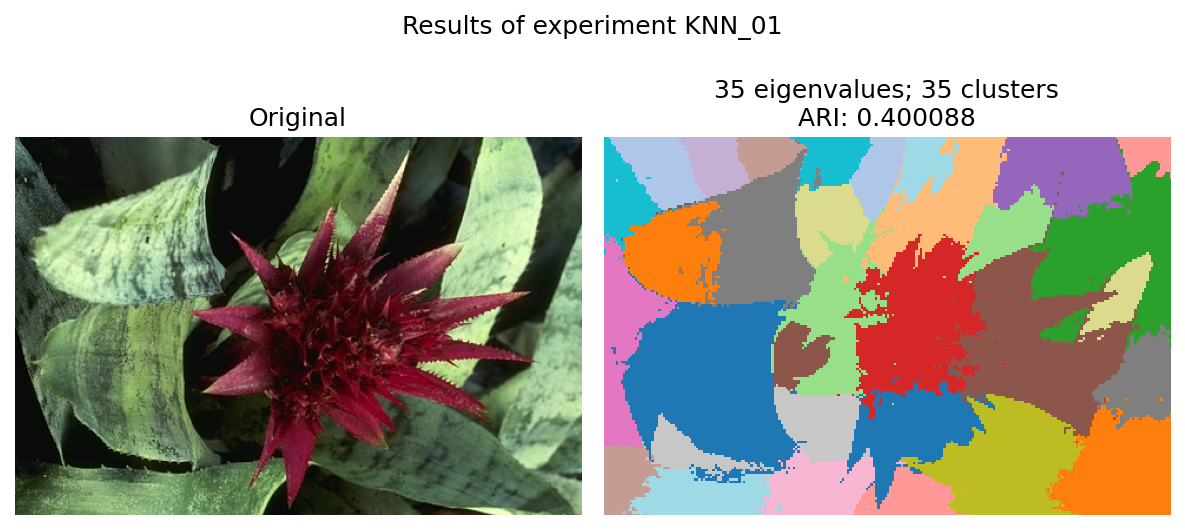 Results of experiment KNN_01
Original
35 eigenvalues; 35 clusters
ARI: 0.400088